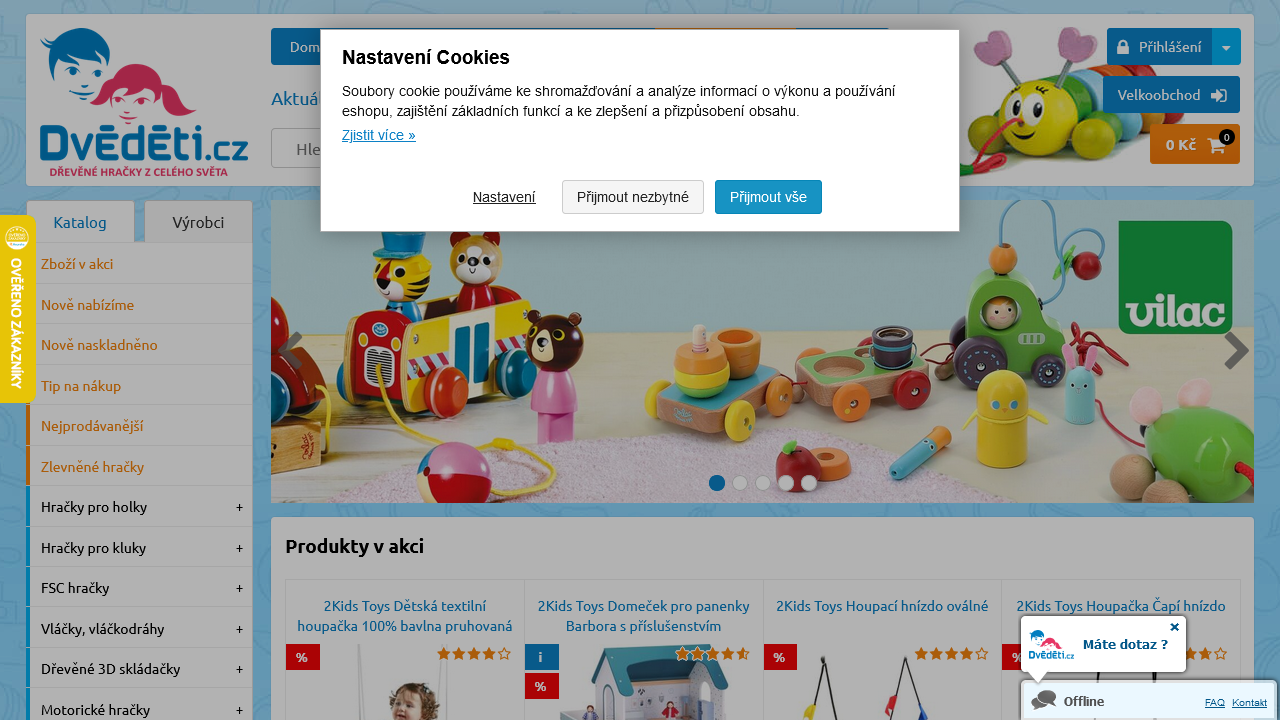 Nastavení Cookies
Soubory cookie používáme ke shromažďování a analýze informací o výkonu a používání
eshopu, zajištění základních funkcí a ke zlepšení a přizpůsobení obsahu.
Zjistit více »
Nastavení
Přijmout nezbytné
Přijmout vše
DvěDěti.cz
DŘEVĚNÉ HRAČKY Z CELÉHO SVĚTA
Přihlášení
Velkoobchod
0 Kč
0
Katalog
Výrobci
OVĚŘENO ZÁKAZNÍKY
Zboží v akci
Nově nabízíme
Nově naskladněno
Tip na nákup
Nejprodávanější
Zlevněné hračky
Hračky pro holky +
Hračky pro kluky +
FSC hračky +
Vláčky, vláčkodráhy +
Dřevěné 3D skládačky +
Motorické hračky +
vilac
Produkty v akci
2Kids Toys Dětská textilní
houpačka 100% bavlna pruhovaná
%
2Kids Toys Domeček pro panenky
Barbora s příslušenstvím
i
%
2Kids Toys Houpací hnízdo oválné
%
2Kids Toys Houpačka Čapí hnízdo
DvěDěti.cz
Máte dotaz ?
Offline
FAQ
Kontakt